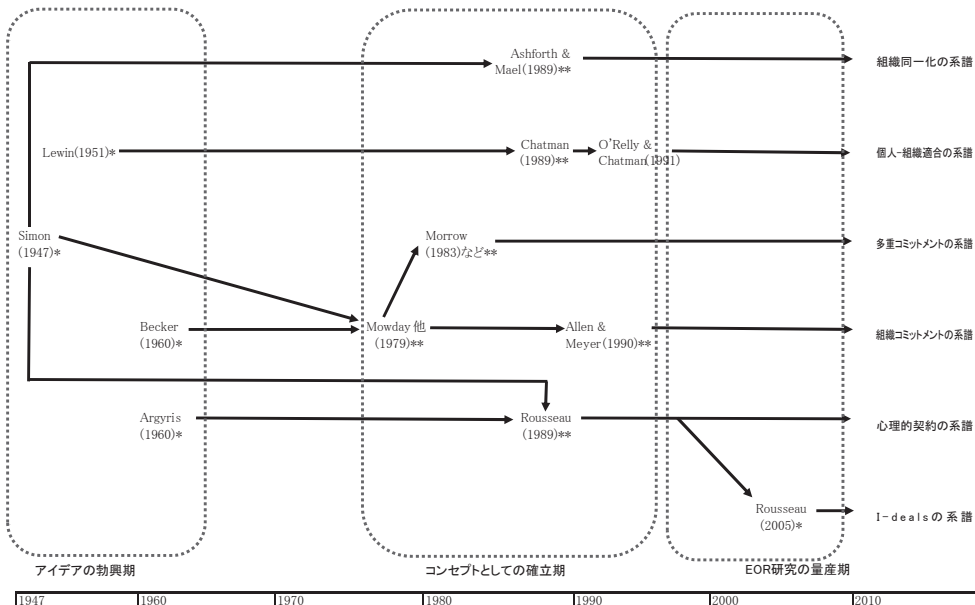 Ashforth &
Mael(1989)**
組織同一化の系譜
Lewin(1951)*
Chatman
(1989)**
O'Relly &
Chatman(1991)
個人-組織適合の系譜
Simon
(1947)*
Morrow
(1983)など**
多重コミットメントの系譜
Becker
(1960)*
Mowday 他
(1979)**
Allen &
Meyer(1990)**
組織コミットメントの系譜
Argyris
(1960)*
Rousseau
(1989)**
心理的契約の系譜
Rousseau
(2005)*
I-dealsの系譜
アイデアの勃興期
コンセプトとしての確立期
EOR研究の量産期
1947 1960 1970 1980 1990 2000 2010